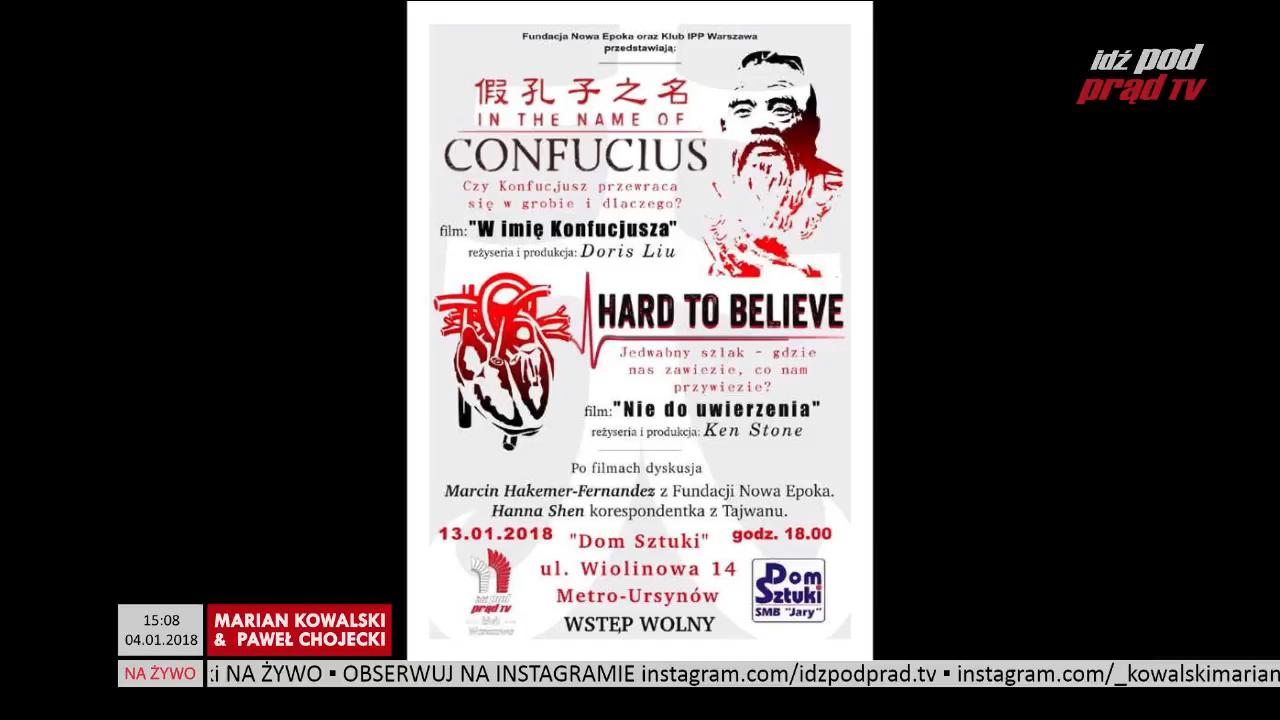 Fundacja Nowa Epoka oraz Klub IPP Warszawa
przedstawiają:
假孔子之名
IN THE NAME OF
CONFUCIUS
Czy Konfucjusz przewraca
się w grobie i dlaczego?
film: "W imię Konfucjusza"
reżyseria i produkcja: Doris Liu
HARD TO BELIEVE
Jedwabny szlak - gdzie
nas zawiezie, co nam
przywiezie?
film: "Nie do uwierzenia"
reżyseria i produkcja: Ken Stone
Po filmach dyskusja
Marcin Hakemer-Fernandez z Fundacji Nowa Epoka.
Hanna Shen korespondentka z Tajwanu.
13.01.2018
godz. 18.00
"Dom Sztuki"
ul. Wiolinowa 14
Metro-Ursynów
WSTĘP WOLNY
idź pod
prąd TV
Dom
Sztuki
SMB "Jary"
idź pod
prąd TV
15:08
04.01.2018
MARIAN KOWALSKI
& PAWEŁ CHOJECKI
NA ŻYWO
ki NA ŻYWO ▪ OBSERWUJ NA INSTAGRAMIE instagram.com/idzpodprad.tv ▪ instagram.com/_kowalskimarian